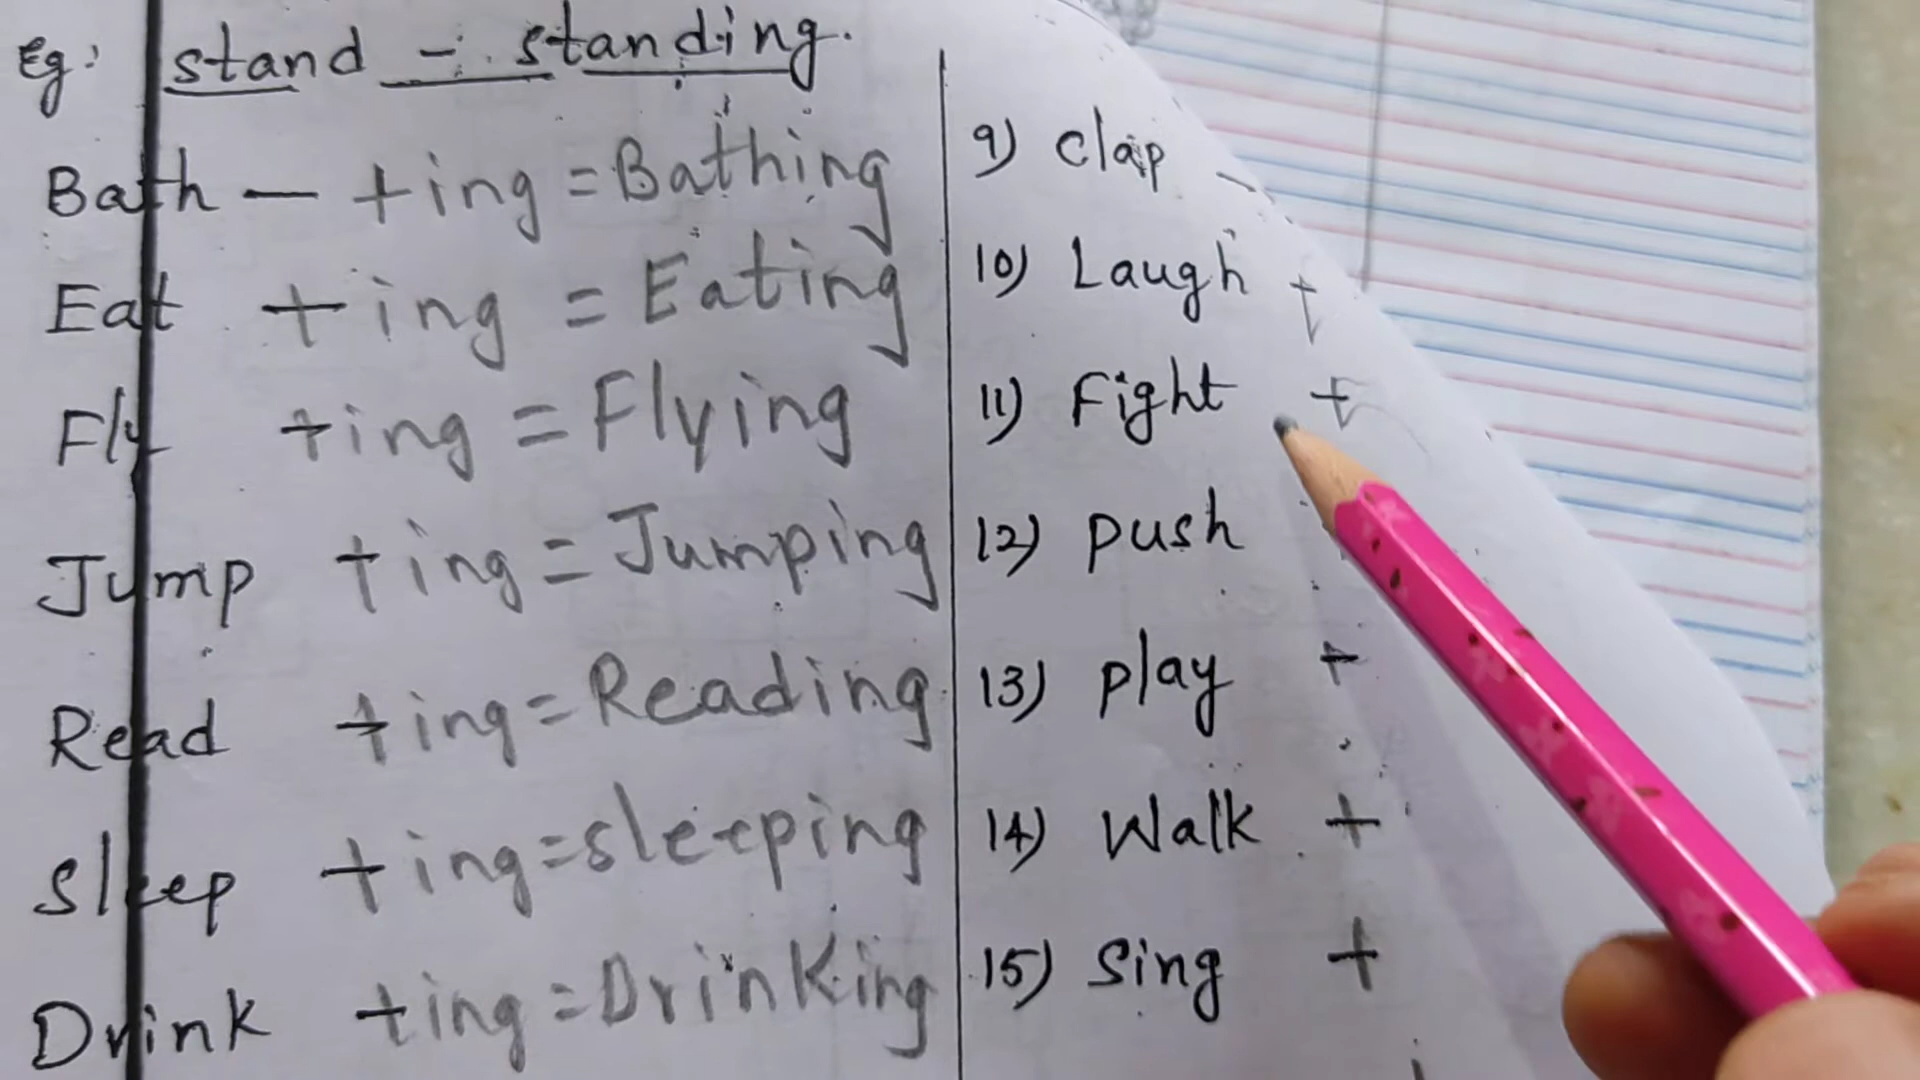 Eg: stand - standing.
Bath — +ing = Bathing
Eat +ing = Eating
Fly +ing = Flying
Jump +ing = Jumping
Read +ing = Reading
Sleep +ing = sleeping
Drink +ing = Drinking
9) clap -
10) Laugh +
11) Fight +
12) push
13) play +
14) Walk +
15) Sing +